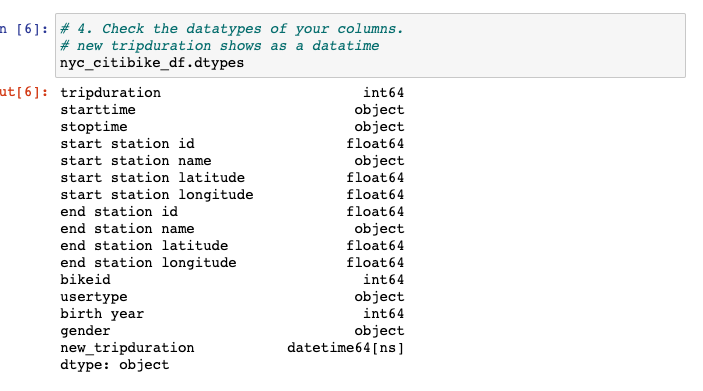 n [6]: # 4. Check the datatypes of your columns.
# new tripduration shows as a datatime
nyc_citibike_df.dtypes
ut[6]: tripduration int64
starttime object
stoptime object
start station id float64
start station name object
start station latitude float64
start station longitude float64
end station id float64
end station name object
end station latitude float64
end station longitude float64
bikeid int64
usertype object
birth year int64
gender object
new_tripduration datetime64[ns]
dtype: object